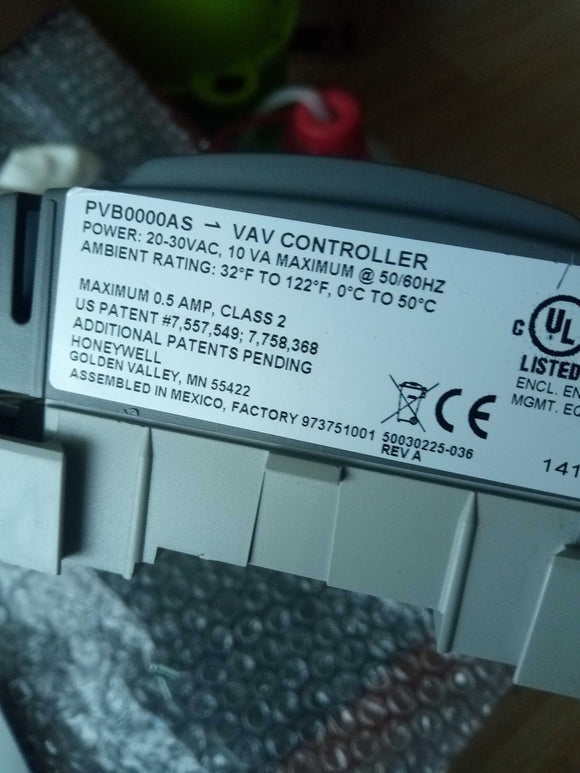 PVB0000AS → VAV CONTROLLER
POWER: 20-30VAC, 10 VA MAXIMUM @ 50/60HZ
AMBIENT RATING: 32°F TO 122°F, 0°C TO 50°C
MAXIMUM 0.5 AMP, CLASS 2
US PATENT #7,557,549; 7,758,368
ADDITIONAL PATENTS PENDING
HONEYWELL
GOLDEN VALLEY, MN 55422
ASSEMBLED IN MEXICO, FACTORY 973751001
50030225-036
REV A
CE
C UL
LISTED
ENCL. EN
MGMT. EQ
141